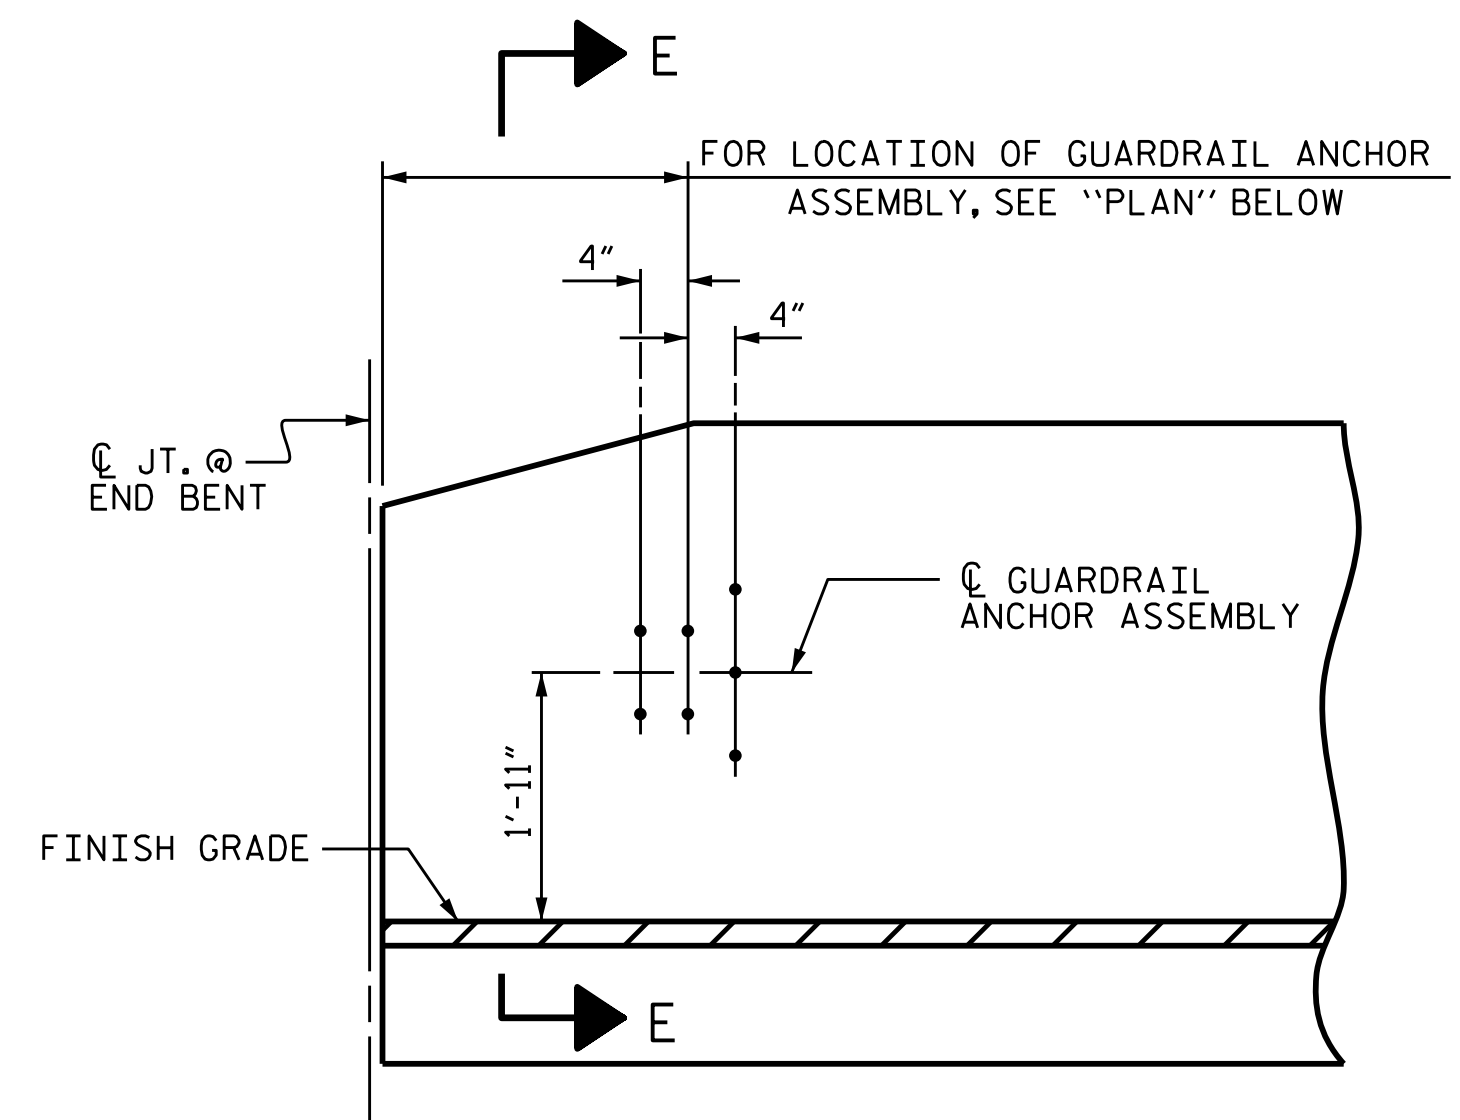 E
FOR LOCATION OF GUARDRAIL ANCHOR
ASSEMBLY, SEE "PLAN" BELOW
4"
4"
℄ JT. @
END BENT
℄ GUARDRAIL
ANCHOR ASSEMBLY
1'-11"
FINISH GRADE
E